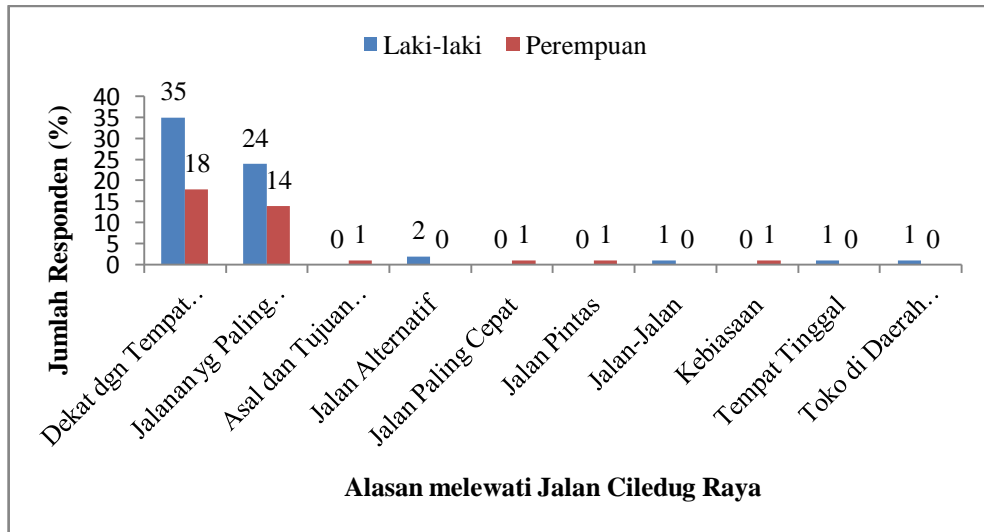 Laki-laki Perempuan
Jumlah Responden (%)
40
35
30
25
20
15
10
5
0
35 18
24 14
0 1
2 0
0 1
0 1
1 0
0 1
1 0
1 0
Dekat dgn Tempat..
Jalanan yg Paling..
Asal dan Tujuan..
Jalan Alternatif
Jalan Paling Cepat
Jalan Pintas
Jalan-Jalan
Kebiasaan
Tempat Tinggal
Toko di Daerah..
Alasan melewati Jalan Ciledug Raya